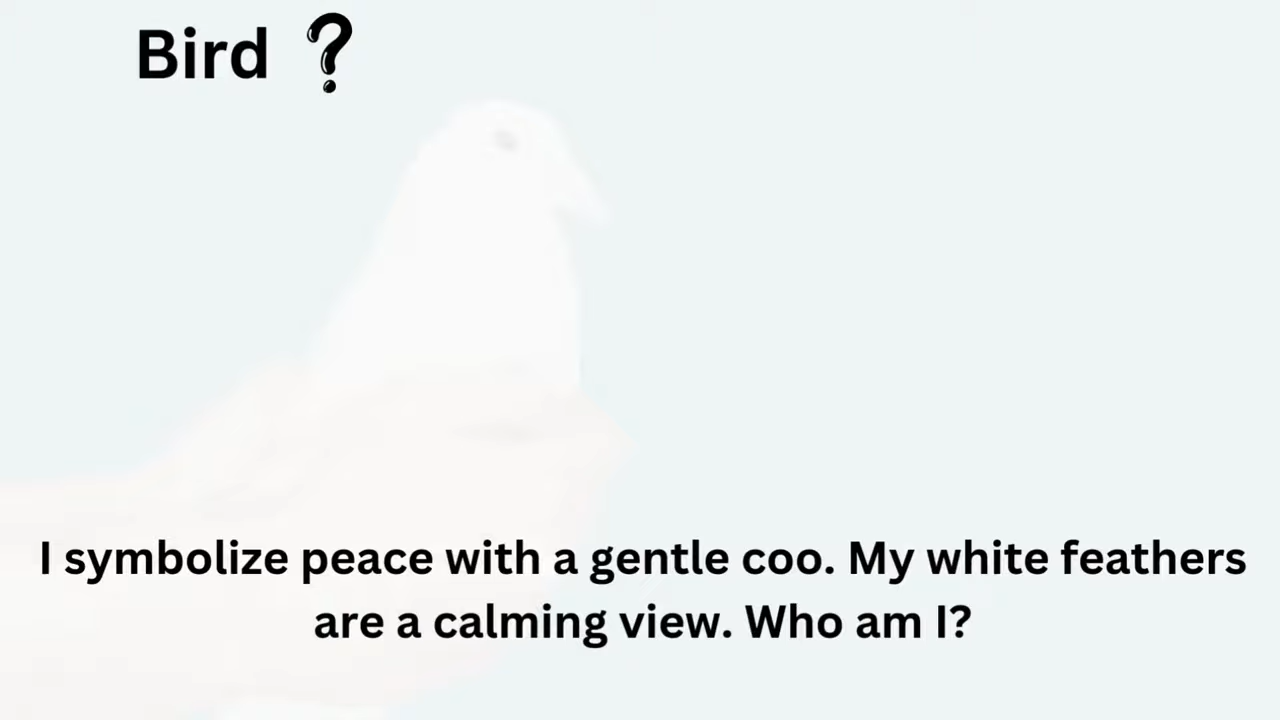 Bird ?
I symbolize peace with a gentle coo. My white feathers
are a calming view. Who am I?